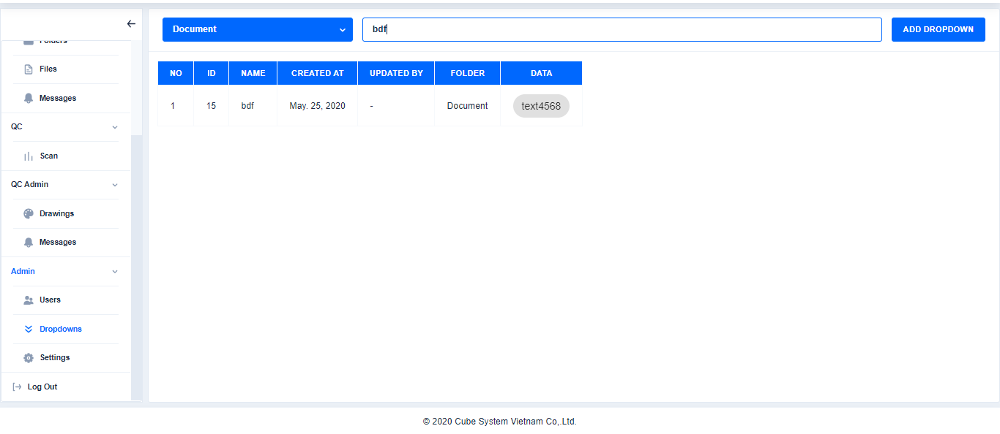 Document
bdf
ADD DROPDOWN
Folders
Files
Messages
QC
Scan
QC Admin
Drawings
Messages
Admin
Users
Dropdowns
Settings
Log Out
NO ID NAME CREATED AT UPDATED BY FOLDER DATA
1 15 bdf May. 25, 2020 - Document text4568
© 2020 Cube System Vietnam Co,.Ltd.